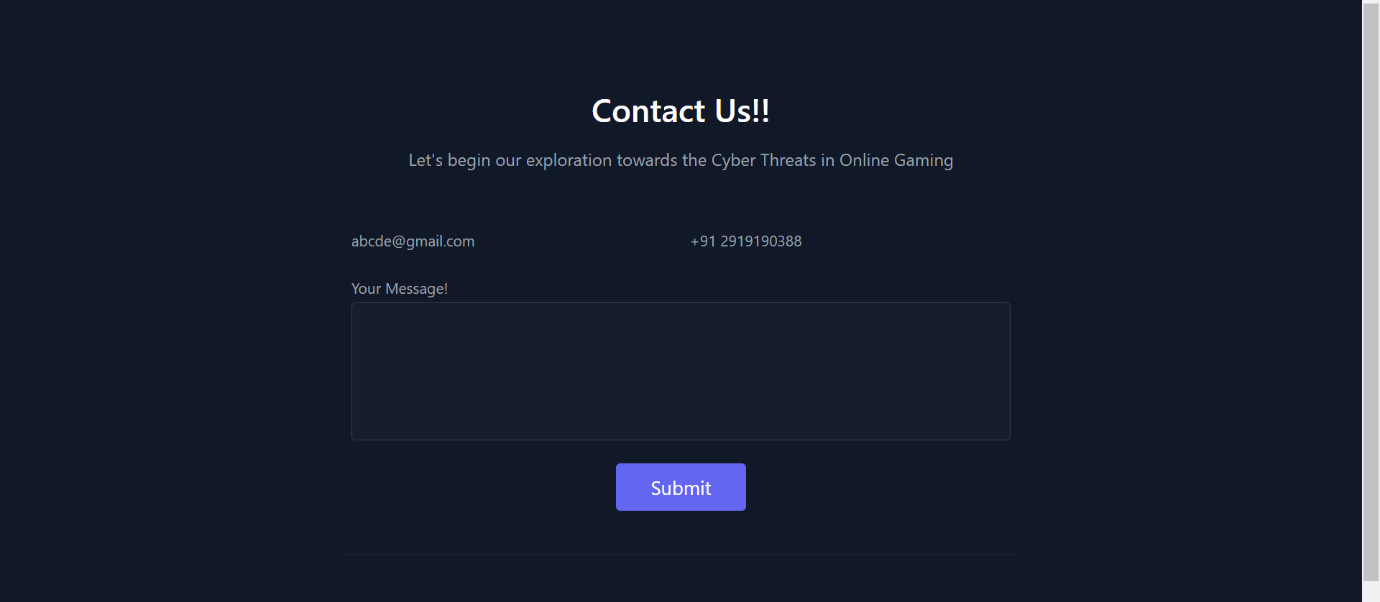 Contact Us!!
Let's begin our exploration towards the Cyber Threats in Online Gaming
abcde@gmail.com +91 2919190388
Your Message!
Submit